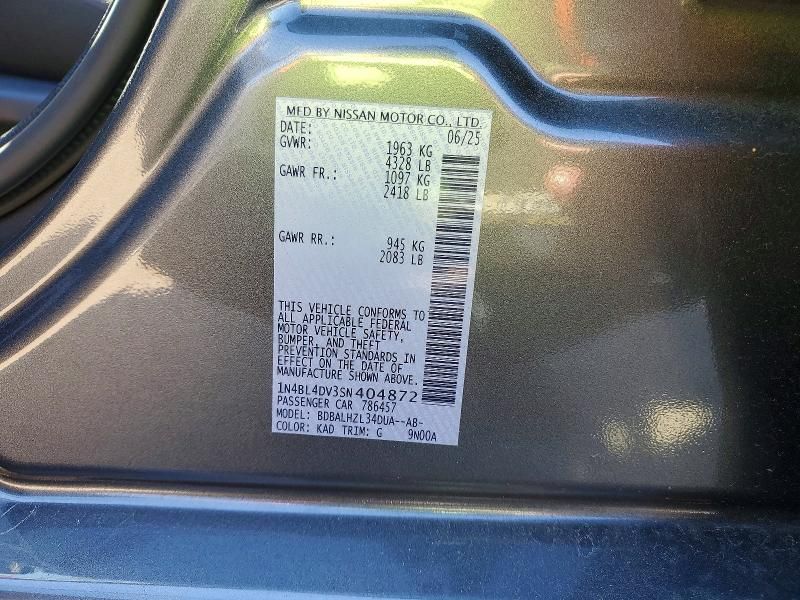 MFD BY NISSAN MOTOR CO., LTD.
DATE: 06/25
GVWR: 1963 KG
4328 LB
GAWR FR.: 1097 KG
2418 LB
GAWR RR.: 945 KG
2083 LB
THIS VEHICLE CONFORMS TO
ALL APPLICABLE FEDERAL
MOTOR VEHICLE SAFETY,
BUMPER, AND THEFT
PREVENTION STANDARDS IN
EFFECT ON THE DATE OF
MANUFACTURE SHOWN ABOVE.
1N4BL4DV3SN404872
PASSENGER CAR 786457
MODEL: BDBALHZL34DUA--AB-
COLOR: KAD TRIM: G 9N00A